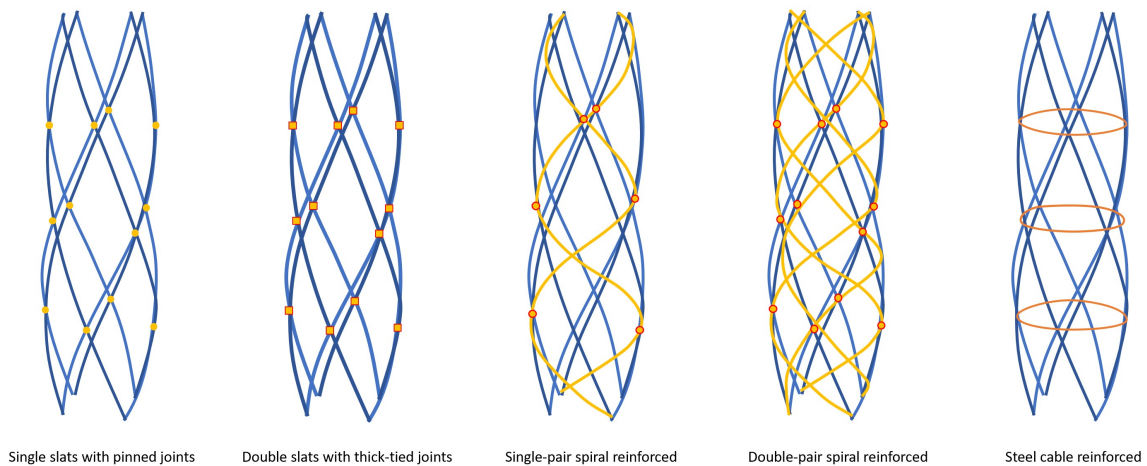 Single slats with pinned joints
Double slats with thick-tied joints
Single-pair spiral reinforced
Double-pair spiral reinforced
Steel cable reinforced